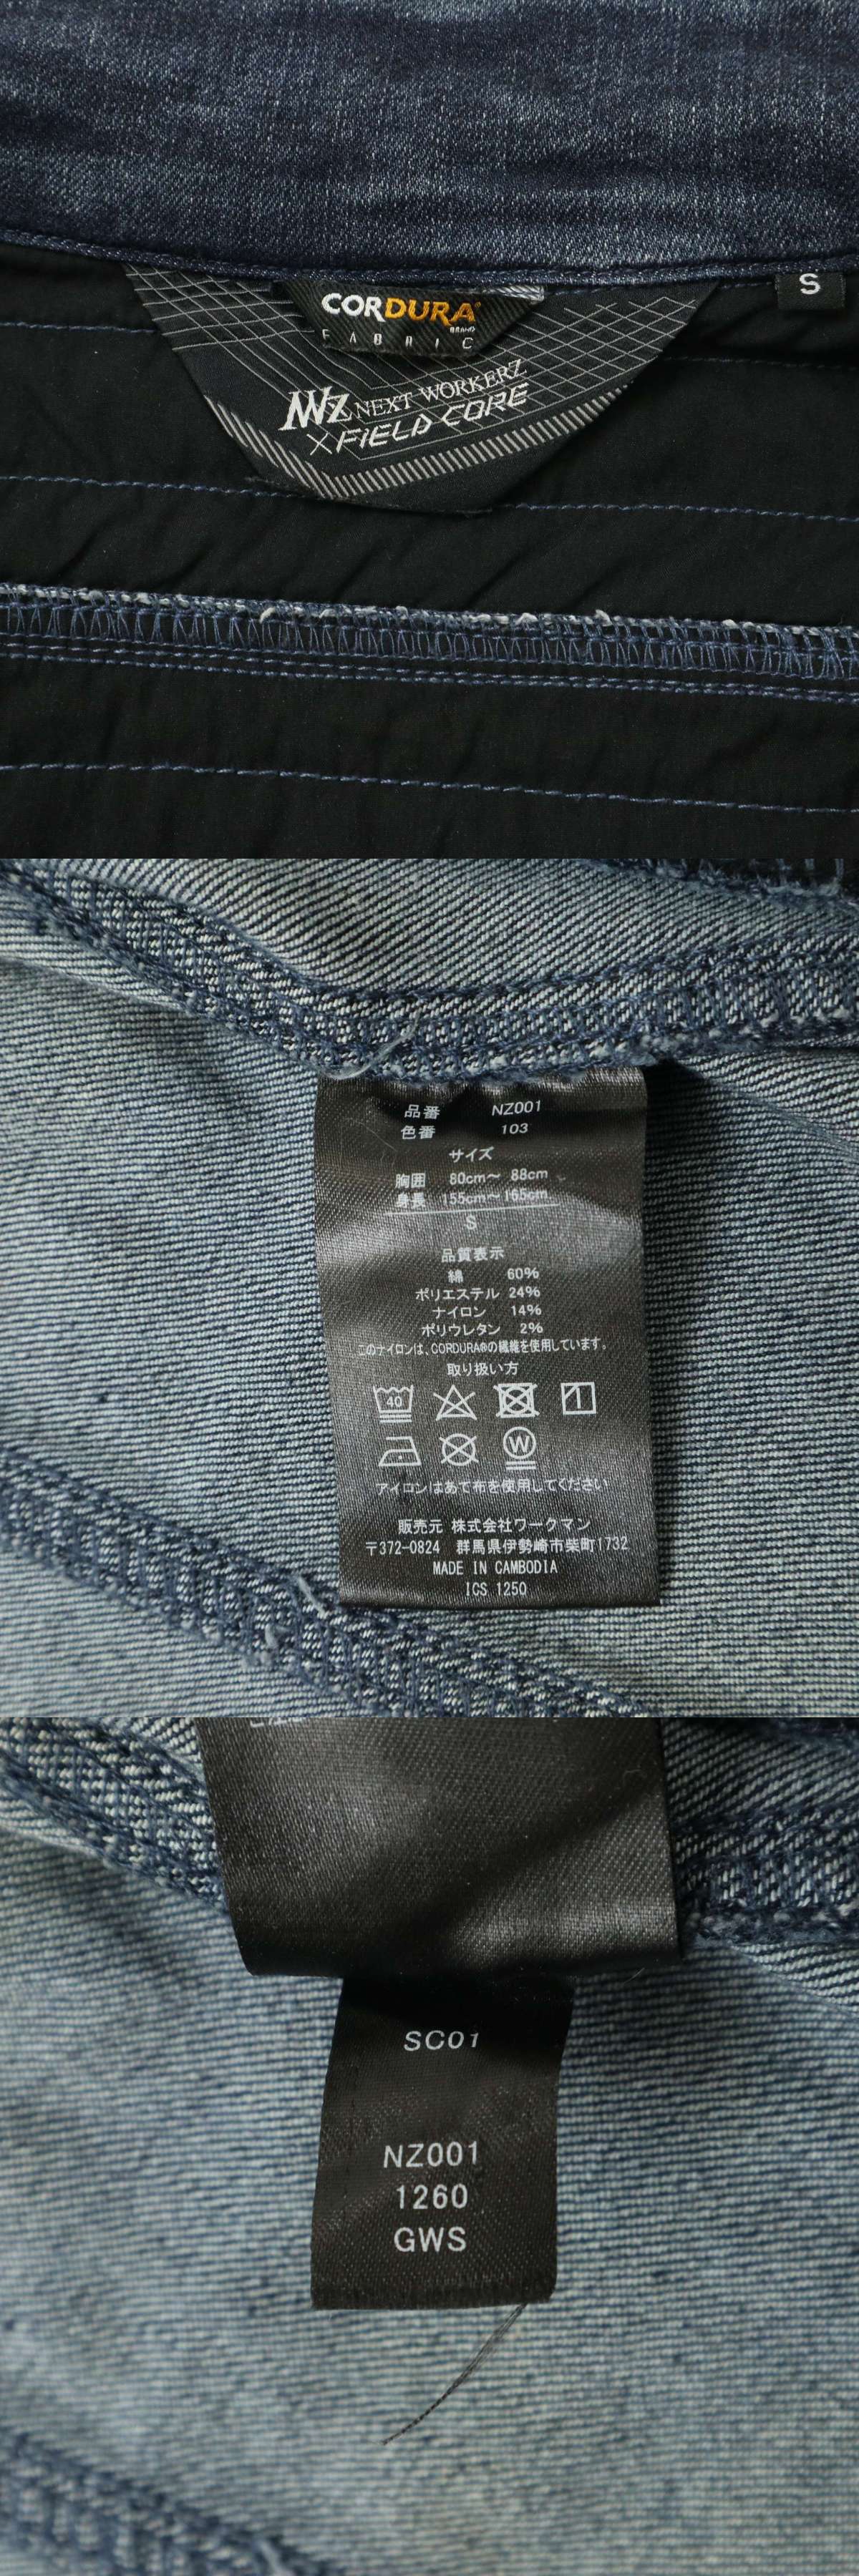 S
CORDURA®
BRAND
FABRIC
NZ NEXT WORKERZ
×FIELD CORE
品番 NZ001
色番 103
サイズ
胸囲 80cm～ 88cm
身長 155cm～165cm
S
品質表示
綿 60%
ポリエステル 24%
ナイロン 14%
ポリウレタン 2%
このナイロンは、CORDURA®の繊維を使用しています。
取り扱い方
40
W
アイロンはあて布を使用してください
販売元 株式会社ワークマン
〒372-0824 群馬県伊勢崎市柴町1732
MADE IN CAMBODIA
ICS 1250
SC01
NZ001
1260
GWS